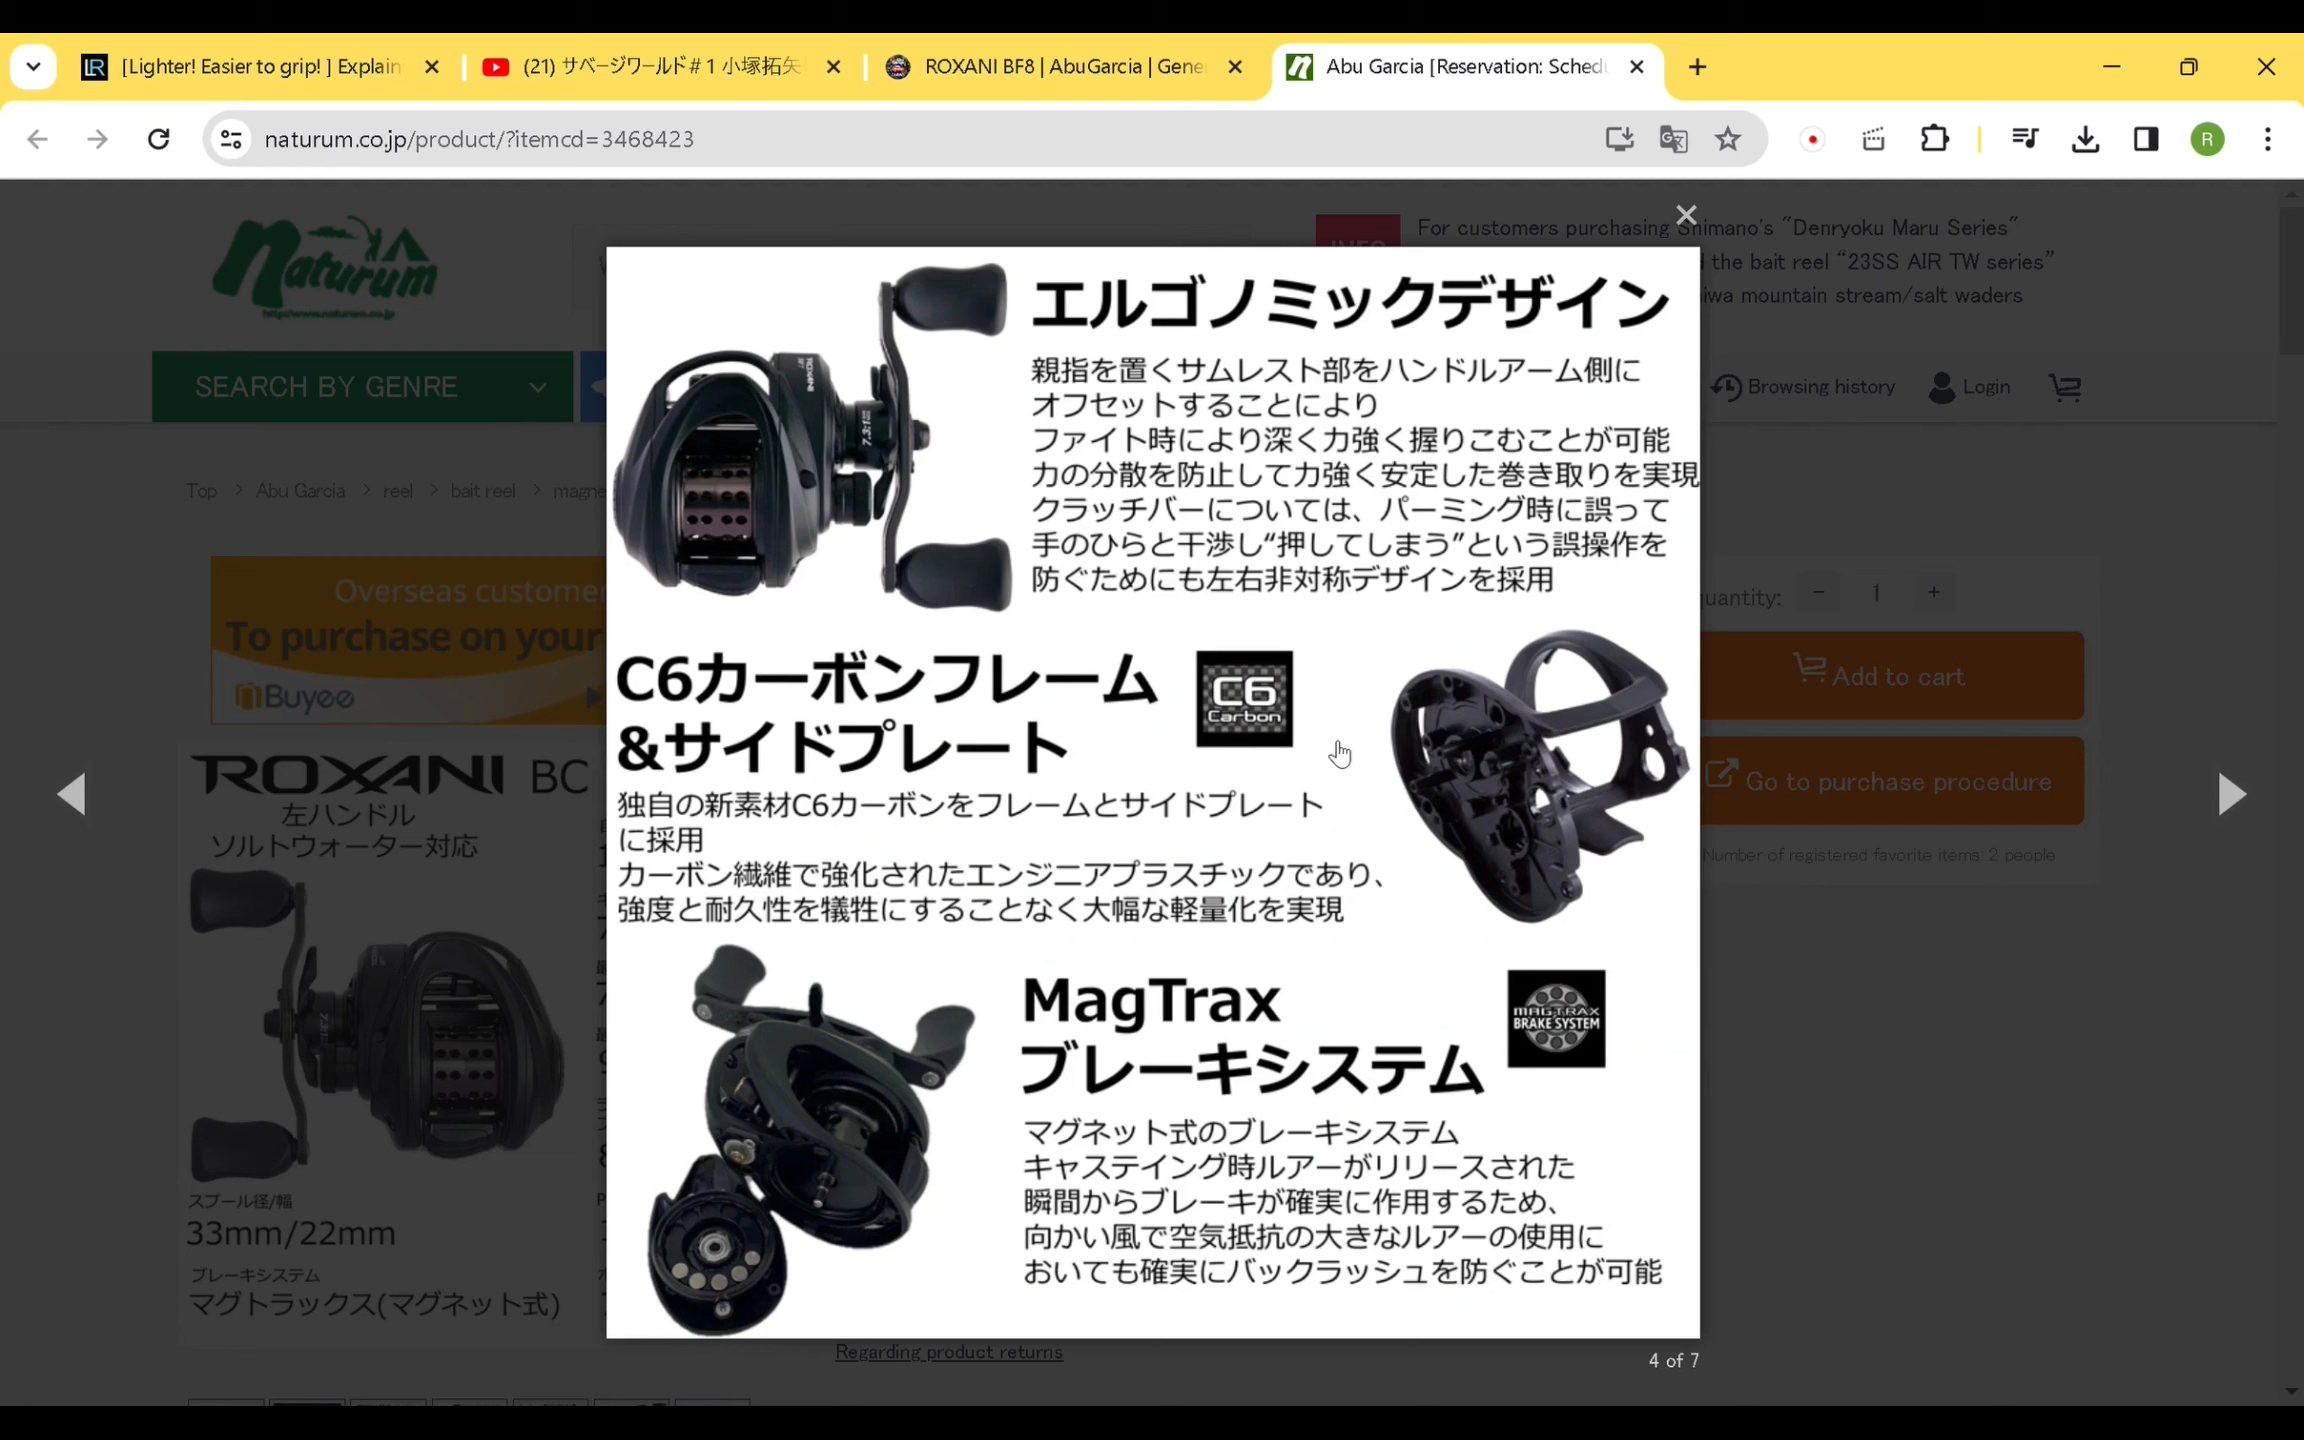 [Lighter! Easier to grip! ] Explain
(21) サベージワールド#1 小塚拓矢
ROXANI BF8 | AbuGarcia | Gene
Abu Garcia [Reservation: Schedu
naturum.co.jp/product/?itemcd=3468423
R
naturum
http://www.naturum.co.jp
INFO
For customers purchasing Shimano's "Denryoku Maru Series"
d the bait reel "23SS AIR TW series"
iwa mountain stream/salt waders
SEARCH BY GENRE
Browsing history
Login
Top > Abu Garcia > reel > bait reel > magne
Overseas custome
To purchase on your
Buyee
quantity:
−
1
+
Add to cart
Go to purchase procedure
Number of registered favorite items: 2 people
ROXANI BC
左ハンドル
ソルトウォーター対応
7.3:1
スプール径/幅
33mm/22mm
ブレーキシステム
マグトラックス(マグネット式)
ROXANI
7.3:1
エルゴノミックデザイン
親指を置くサムレスト部をハンドルアーム側に
オフセットすることにより
ファイト時により深く力強く握りこむことが可能
力の分散を防止して力強く安定した巻き取りを実現
クラッチバーについては、パーミング時に誤って
手のひらと干渉し“押してしまう”という誤操作を
防ぐためにも左右非対称デザインを採用
C6カーボンフレーム
&サイドプレート
C6
Carbon
独自の新素材C6カーボンをフレームとサイドプレート
に採用
カーボン繊維で強化されたエンジニアプラスチックであり、
強度と耐久性を犠牲にすることなく大幅な軽量化を実現
MagTrax
ブレーキシステム
MAGTRAX
BRAKE SYSTEM
マグネット式のブレーキシステム
キャステイング時ルアーがリリースされた
瞬間からブレーキが確実に作用するため、
向かい風で空気抵抗の大きなルアーの使用に
おいても確実にバックラッシュを防ぐことが可能
Regarding product returns
4 of 7